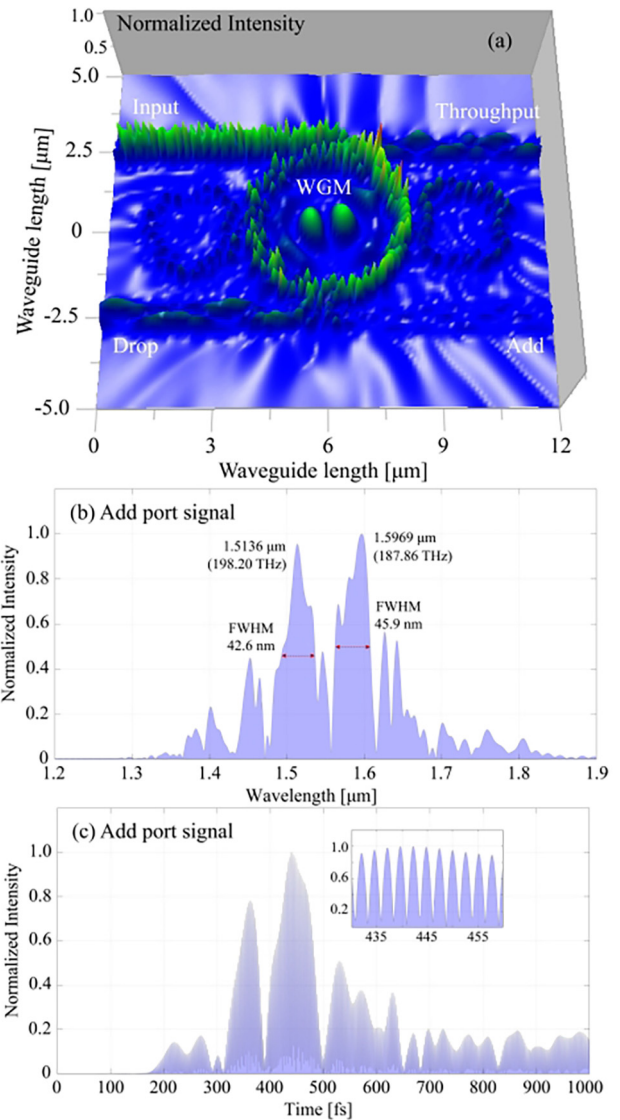 1.0
Normalized Intensity
(a)
0.5
5.0
Input
Throughput
2.5
WGM
0
-2.5
Drop
Add
-5.0
Waveguide length [μm]
0 3 6 9 12
Waveguide length [μm]
(b) Add port signal
1.0
1.5136 μm
(198.20 THz)
1.5969 μm
(187.86 THz)
0.8
0.6
FWHM
42.6 nm
FWHM
45.9 nm
0.4
0.2
0
Normalized Intensity
1.2 1.3 1.4 1.5 1.6 1.7 1.8 1.9
Wavelength [μm]
(c) Add port signal
1.0
0.8
0.6
0.4
0.2
0
Normalized Intensity
1.0
0.6
0.2
435 445 455
0 100 200 300 400 500 600 700 800 900 1000
Time [fs]